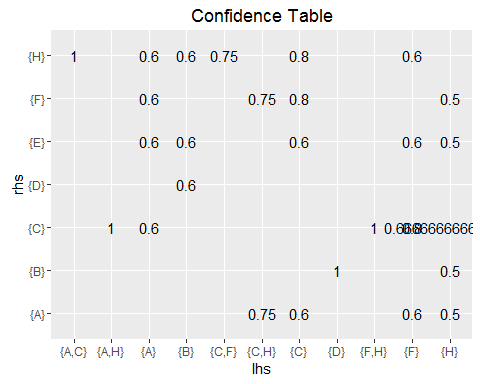 Confidence Table
{H} 1 0.6 0.6 0.75 0.8 0.6
{F} 0.6 0.75 0.8 0.5
{E} 0.6 0.6 0.6 0.6 0.5
rhs
{D} 0.6
{C} 1 0.6 1
{B} 1 0.5
{A} 0.75 0.6 0.6 0.5
{A,C} {A,H} {A} {B} {C,F} {C,H} {C} {D} {F,H} {F} {H}
lhs